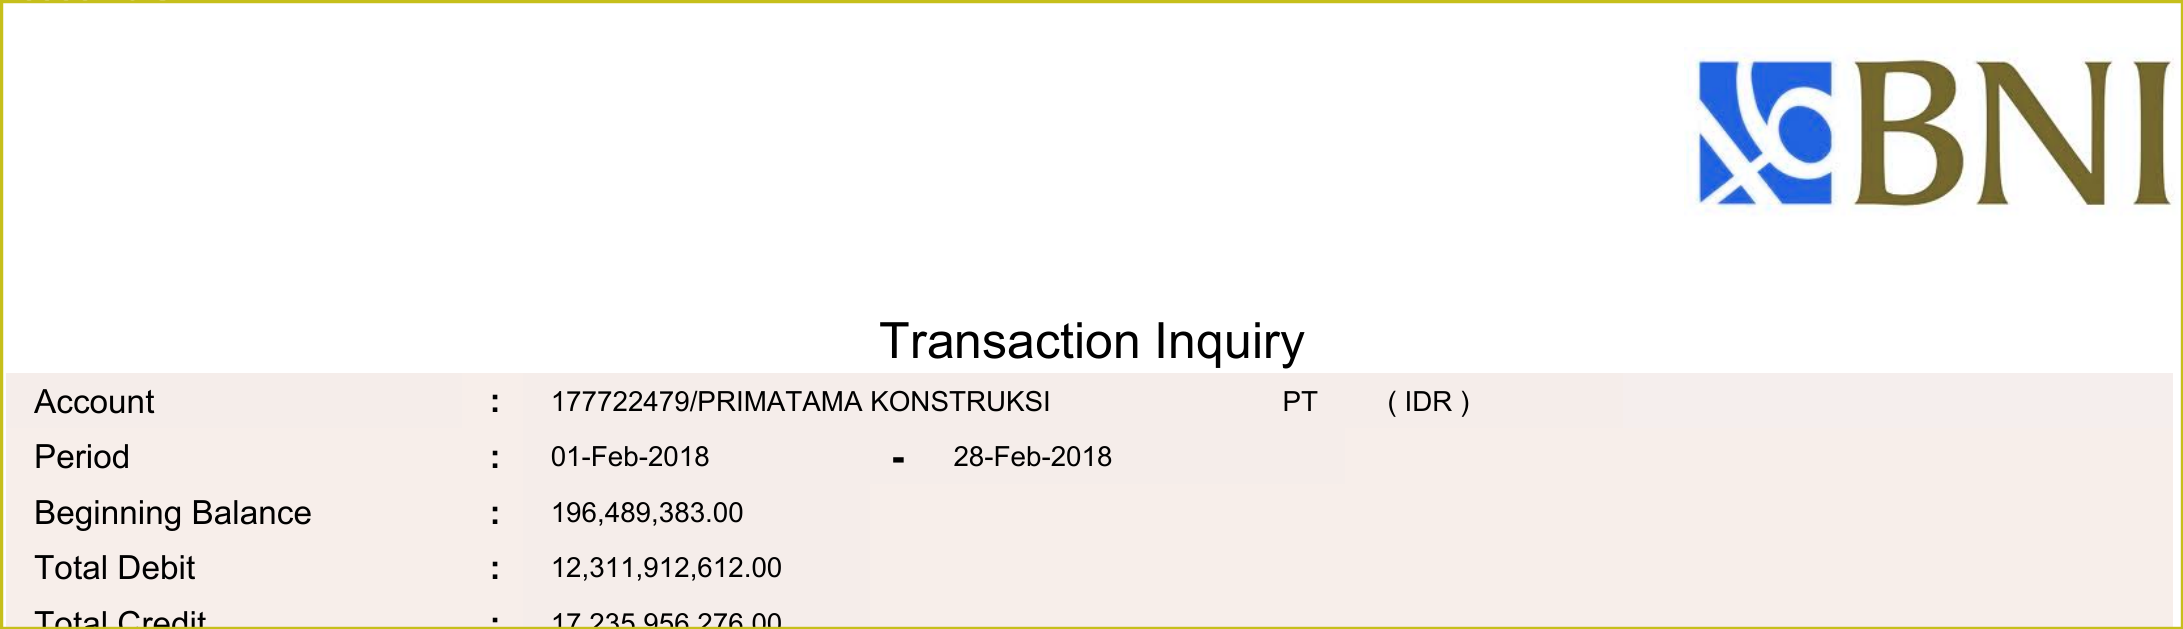 BNI
Transaction Inquiry
Account : 177722479/PRIMATAMA KONSTRUKSI PT ( IDR )
Period : 01-Feb-2018 - 28-Feb-2018
Beginning Balance : 196,489,383.00
Total Debit : 12,311,912,612.00
Total Credit : 17,235,956,276.00